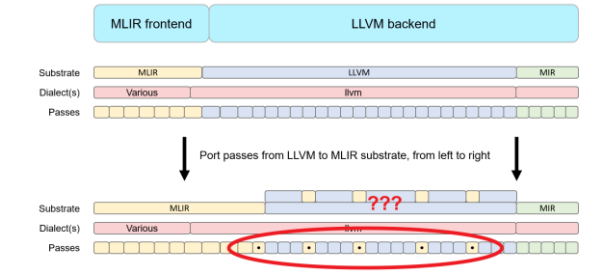 MLIR frontend LLVM backend
Substrate MLIR LLVM MIR
Dialect(s) Various llvm
Passes
Port passes from LLVM to MLIR substrate, from left to right
???
Substrate MLIR MIR
Dialect(s) Various llvm
Passes